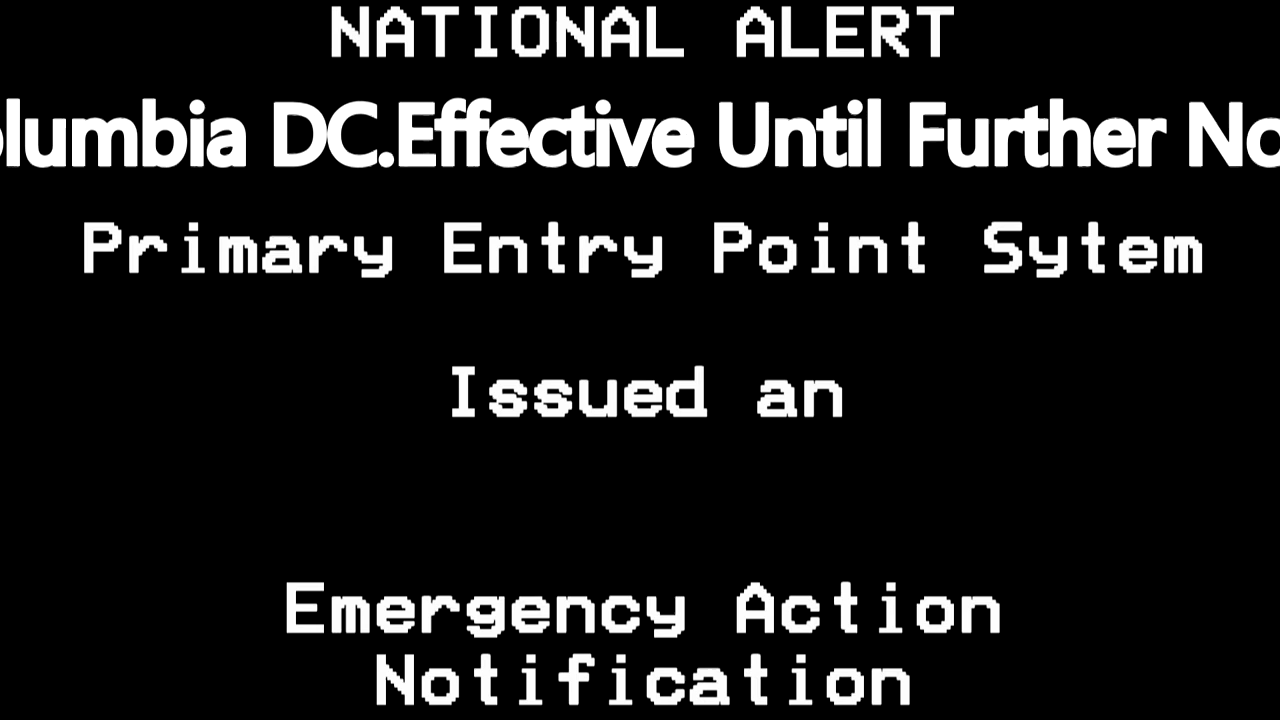 NATIONAL ALERT
olumbia DC.Effective Until Further No
Primary Entry Point Sytem
Issued an
Emergency Action
Notification